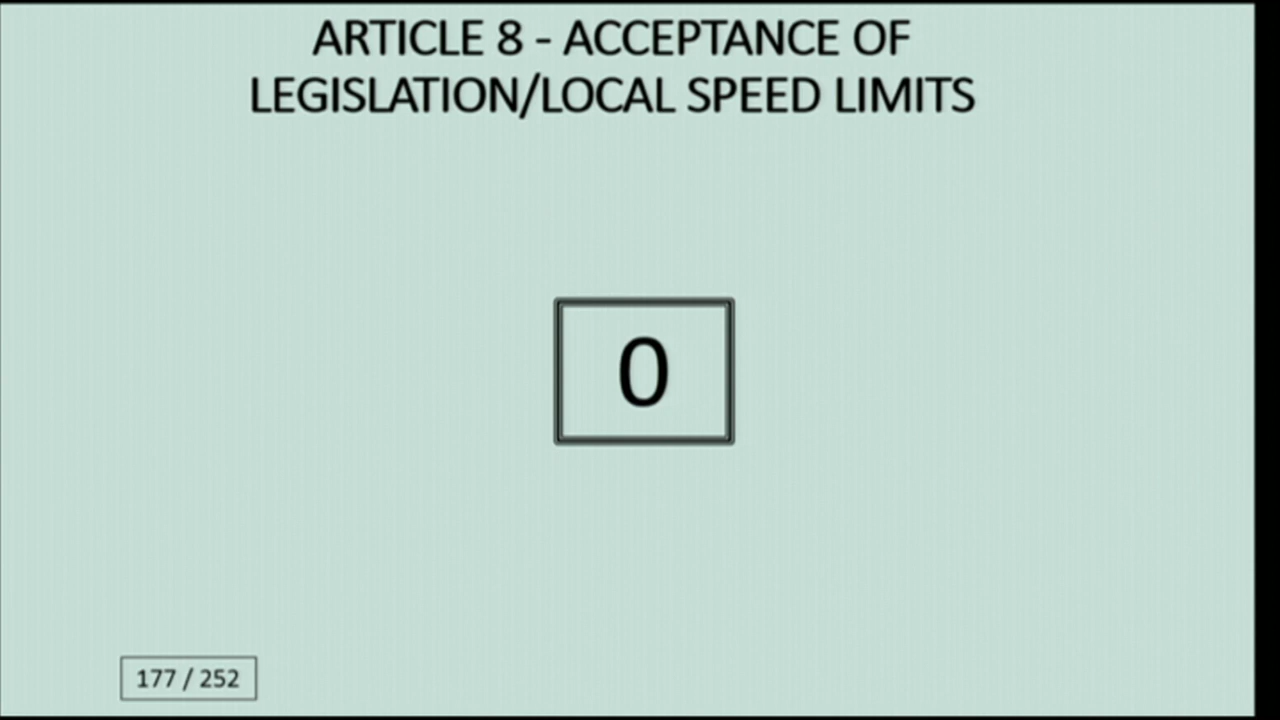 ARTICLE 8 - ACCEPTANCE OF
LEGISLATION/LOCAL SPEED LIMITS
0
177 / 252